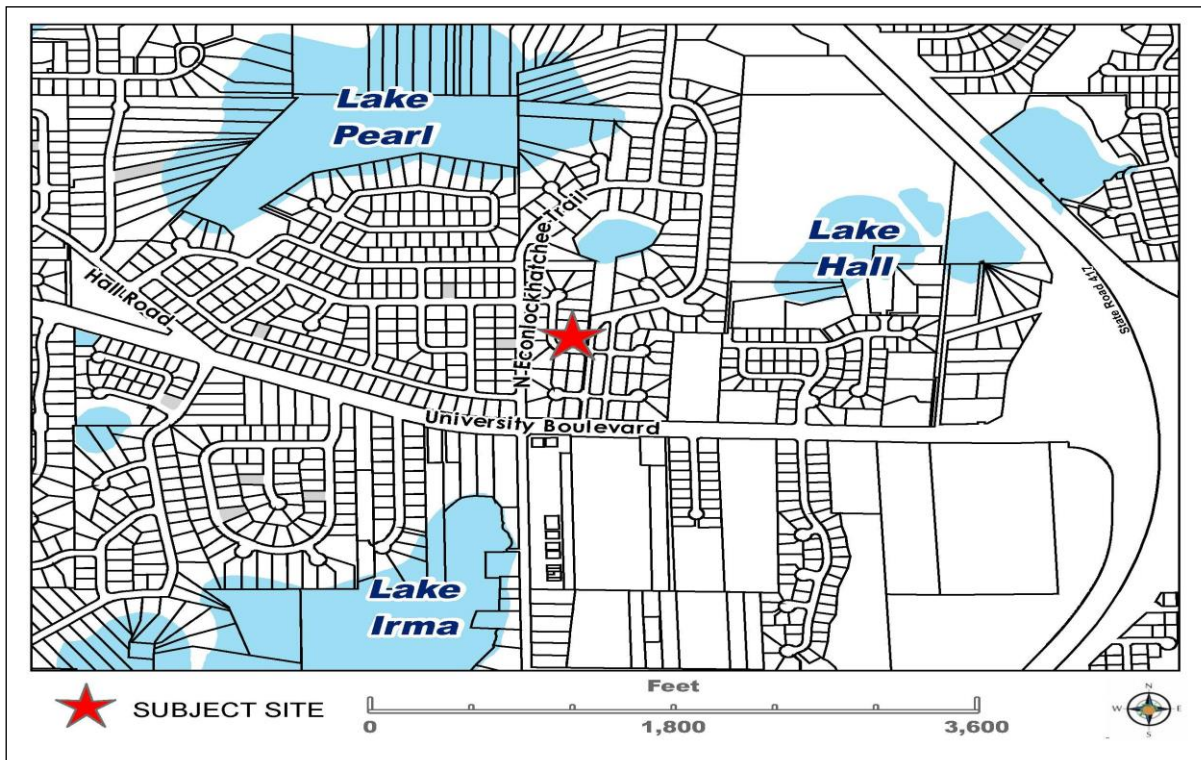 Lake
Pearl
N-Econlockhatchee Trail
Lake
Hall
Hall Road
State Road 417
University Boulevard
Lake
Irma
SUBJECT SITE
Feet
0
1,800
3,600
N
W
E
S